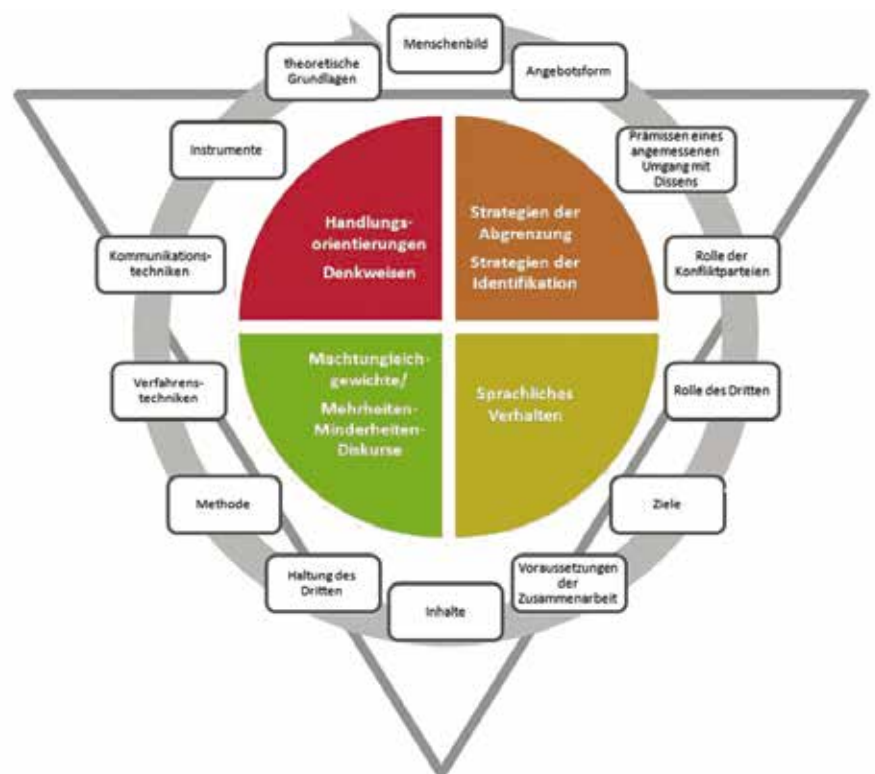 Menschenbild
Angebotsform
Prämissen eines
angemessenen
Umgang mit
Dissens
Rolle der
Konfliktparteien
Rolle des Dritten
Ziele
Voraussetzungen
der
Zusammenarbeit
Inhalte
Haltung des
Dritten
Methode
Verfahrens-
techniken
Kommunikations-
techniken
Instrumente
theoretische
Grundlagen
Handlungs-
orientierungen
Denkweisen
Strategien der
Abgrenzung
Strategien der
Identifikation
Machtungleich-
gewichte/
Mehrheiten-
Minderheiten-
Diskurse
Sprachliches
Verhalten